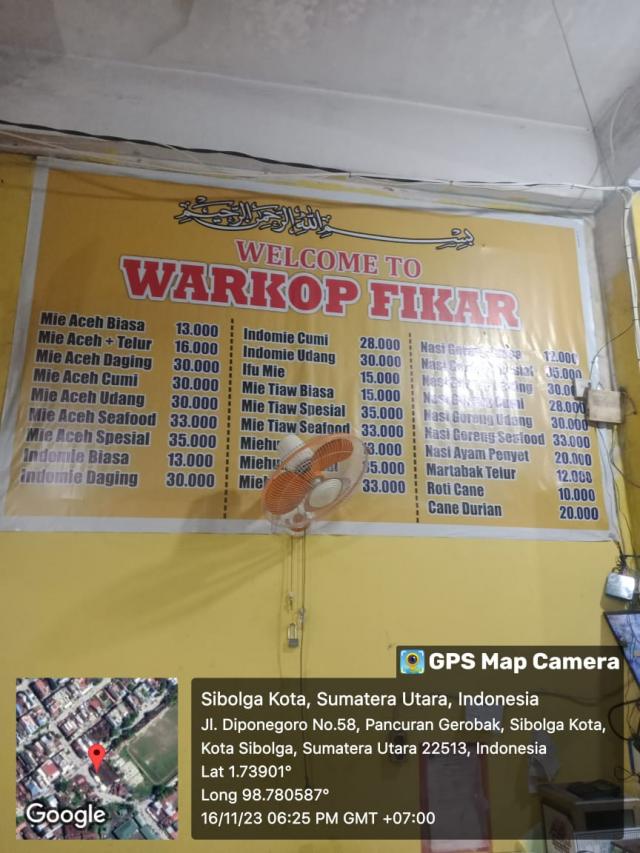 بسم الله الرحمن الرحيم
WELCOME TO
WARKOP FIKAR
Mie Aceh Biasa 13.000
Mie Aceh + Telur 16.000
Mie Aceh Daging 30.000
Mie Aceh Cumi 30.000
Mie Aceh Udang 30.000
Mie Aceh Seafood 33.000
Mie Aceh Spesial 35.000
Indomie Biasa 13.000
Indomie Daging 30.000
Indomie Cumi 28.000
Indomie Udang 30.000
Ifu Mie 15.000
Mie Tiaw Biasa 15.000
Mie Tiaw Spesial 35.000
Mie Tiaw Seafood 33.000
33.000
Nasi 12.000
Nasi
Nasi
28.000
Nasi Goreng Udang 30.000
Nasi Goreng Seafood 33.000
Nasi Ayam Penyet 20.000
Martabak Telur 12.000
Roti Cane 10.000
Cane Durian 20.000
GPS Map Camera
Sibolga Kota, Sumatera Utara, Indonesia
Jl. Diponegoro No.58, Pancuran Gerobak, Sibolga Kota,
Kota Sibolga, Sumatera Utara 22513, Indonesia
Lat 1.73901°
Long 98.780587°
16/11/23 06:25 PM GMT +07:00
Google